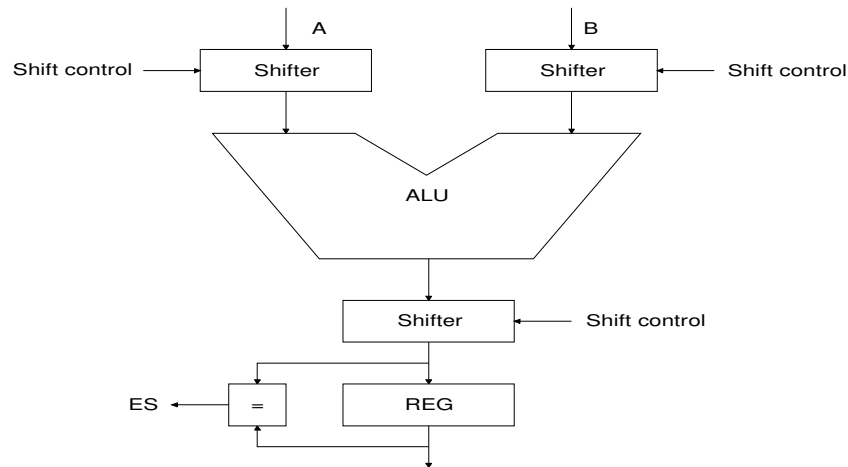 A
B
Shift control
Shifter
Shifter
Shift control
ALU
Shifter
Shift control
ES
=
REG